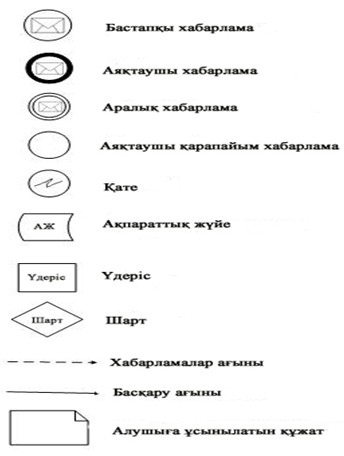 Бастапқы хабарлама
Аяқтаушы хабарлама
Аралық хабарлама
Аяқтаушы қарапайым хабарлама
Қате
АЖ Ақпараттық жүйе
Үдеріс Үдеріс
Шарт Шарт
Хабарламалар ағыны
Басқару ағыны
Алушыға ұсынылатын құжат